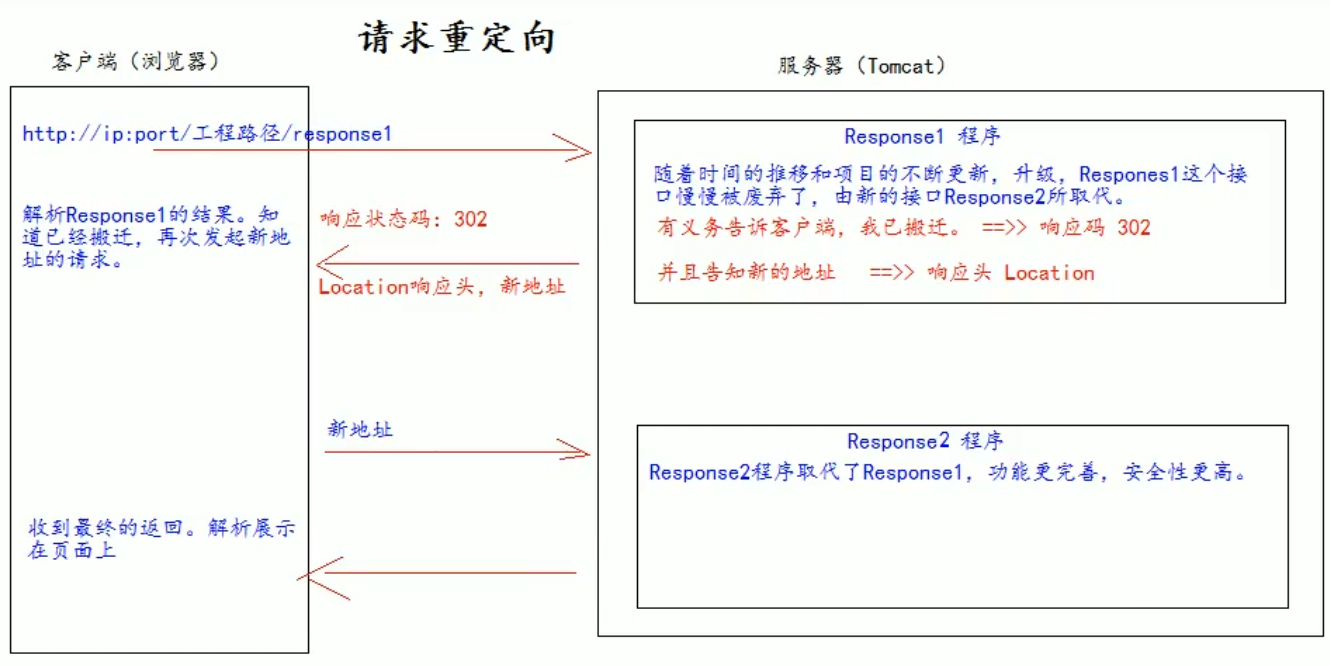 请求重定向
客户端（浏览器）
服务器（Tomcat）
http://ip:port/工程路径/response1
Response1 程序
随着时间的推移和项目的不断更新，升级，Respones1这个接
口慢慢被废弃了，由新的接口Response2所取代。
有义务告诉客户端，我已搬迁。 ==>> 响应码 302
并且告知新的地址 ==>> 响应头 Location
解析Response1的结果。知
道已经搬迁，再次发起新地
址的请求。
响应状态码：302
Location响应头，新地址
新地址
Response2 程序
Response2程序取代了Response1，功能更完善，安全性更高。
收到最终的返回。解析展示
在页面上